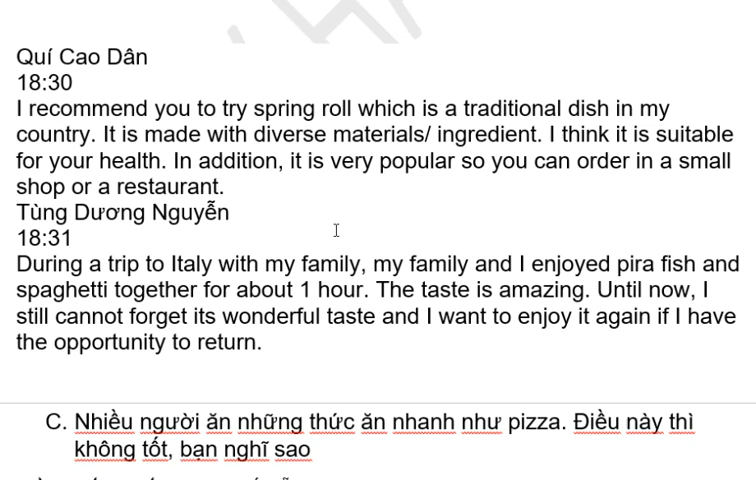 Quí Cao Dân
18:30
I recommend you to try spring roll which is a traditional dish in my
country. It is made with diverse materials/ ingredient. I think it is suitable
for your health. In addition, it is very popular so you can order in a small
shop or a restaurant.
Tùng Dương Nguyễn
18:31
During a trip to Italy with my family, my family and I enjoyed pira fish and
spaghetti together for about 1 hour. The taste is amazing. Until now, I
still cannot forget its wonderful taste and I want to enjoy it again if I have
the opportunity to return.
C. Nhiều người ăn những thức ăn nhanh như pizza. Điều này thì
không tốt, bạn nghĩ sao